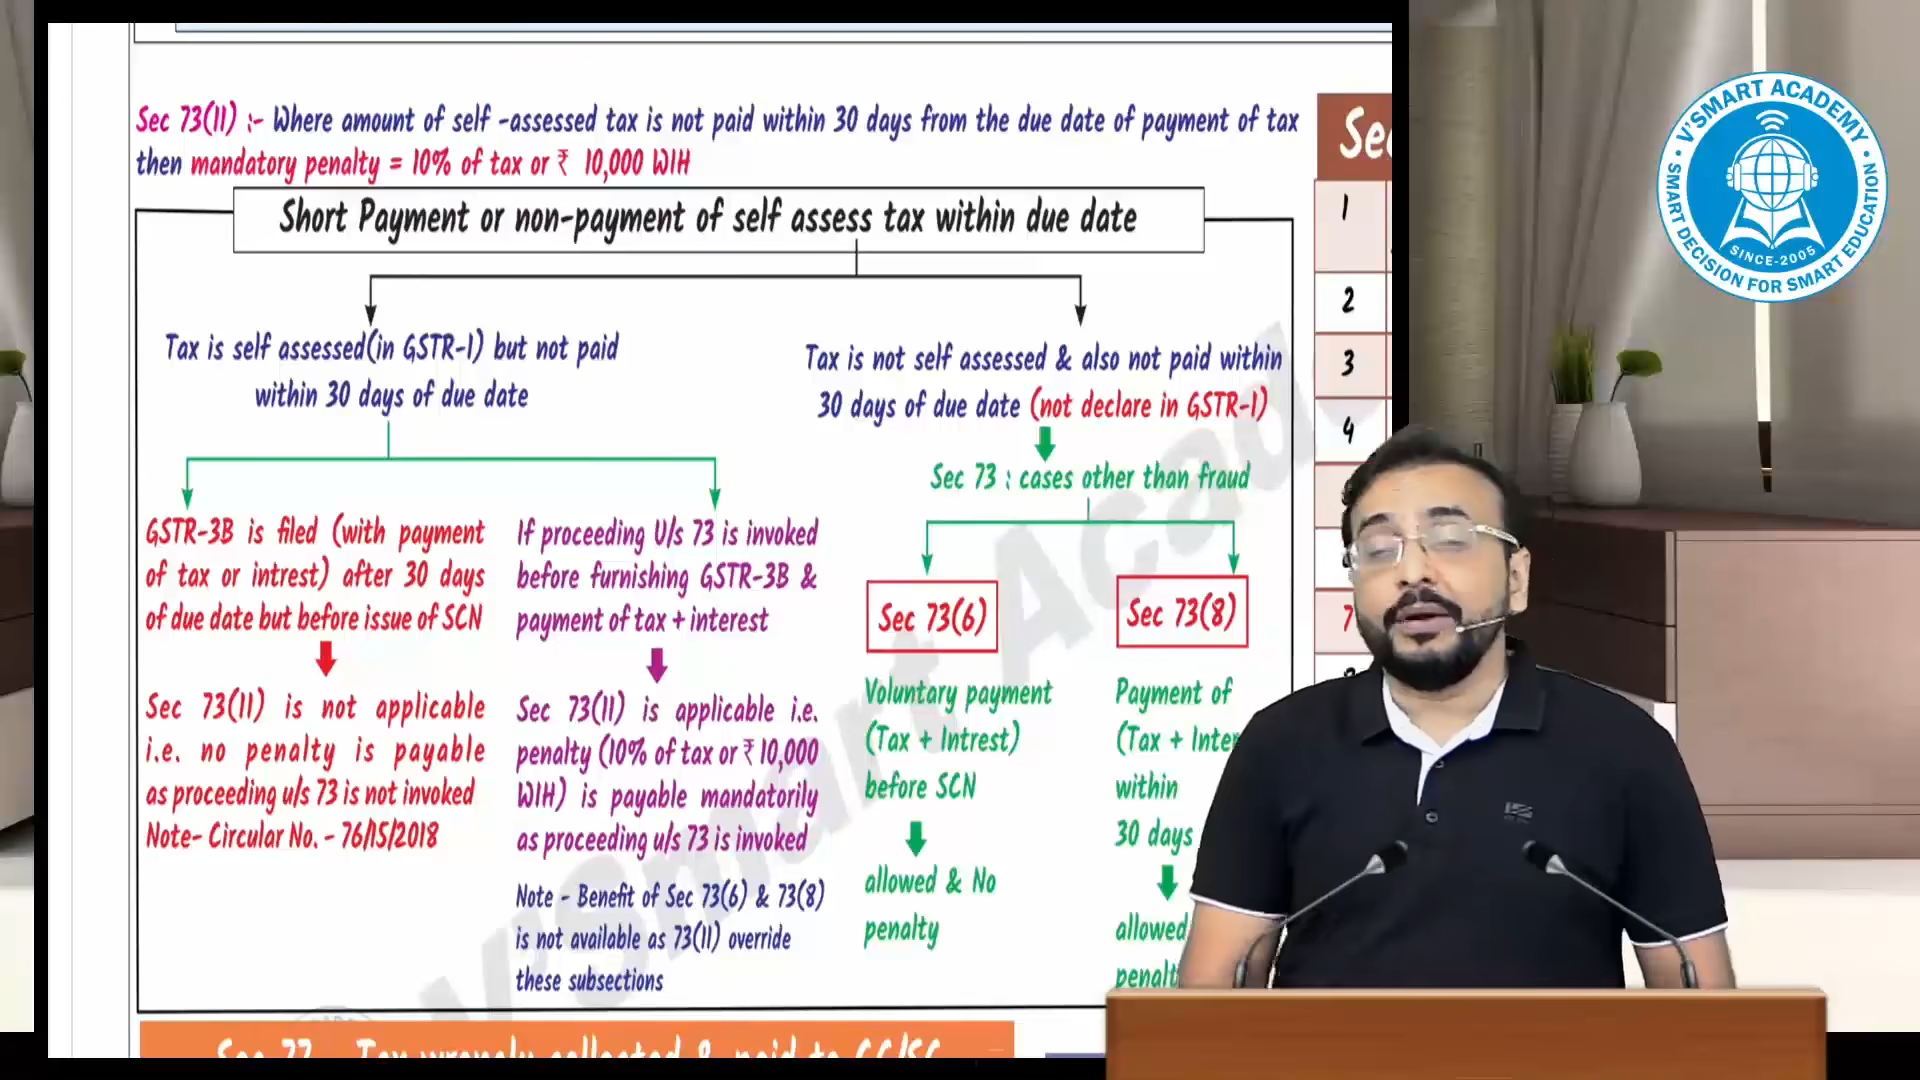 Sec 73(11) :- Where amount of self -assessed tax is not paid within 30 days from the due date of payment of tax
then mandatory penalty = 10% of tax or ₹ 10,000 WIH
Short Payment or non-payment of self assess tax within due date
Tax is self assessed(in GSTR-1) but not paid
within 30 days of due date
GSTR-3B is filed (with payment
of tax or intrest) after 30 days
of due date but before issue of SCN
Sec 73(11) is not applicable
i.e. no penalty is payable
as proceeding u/s 73 is not invoked
Note- Circular No. - 76/15/2018
If proceeding U/s 73 is invoked
before furnishing GSTR-3B &
payment of tax + interest
Sec 73(11) is applicable i.e.
penalty (10% of tax or ₹ 10,000
WIH) is payable mandatorily
as proceeding u/s 73 is invoked
Note - Benefit of Sec 73(6) & 73(8)
is not available as 73(11) override
these subsections
Tax is not self assessed & also not paid within
30 days of due date (not declare in GSTR-1)
Sec 73 : cases other than fraud
Sec 73(6)
Voluntary payment
(Tax + Intrest)
before SCN
allowed & No
penalty
Sec 73(8)
Payment of
(Tax + Inter
within
30 days
allowed
penalt
Sec
1
2
3
4
7
V'Smart Academy
V'SMART ACADEMY
SINCE-2005
SMART DECISION FOR SMART EDUCATION